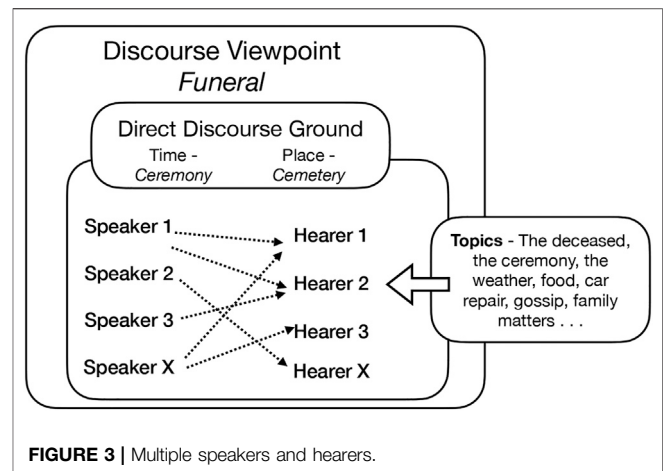 Discourse Viewpoint
Funeral
Direct Discourse Ground
Time -
Ceremony
Place -
Cemetery
Speaker 1
Speaker 2
Speaker 3
Speaker X
Hearer 1
Hearer 2
Hearer 3
Hearer X
Topics - The deceased,
the ceremony, the
weather, food, car
repair, gossip, family
matters . . .
FIGURE 3 | Multiple speakers and hearers.